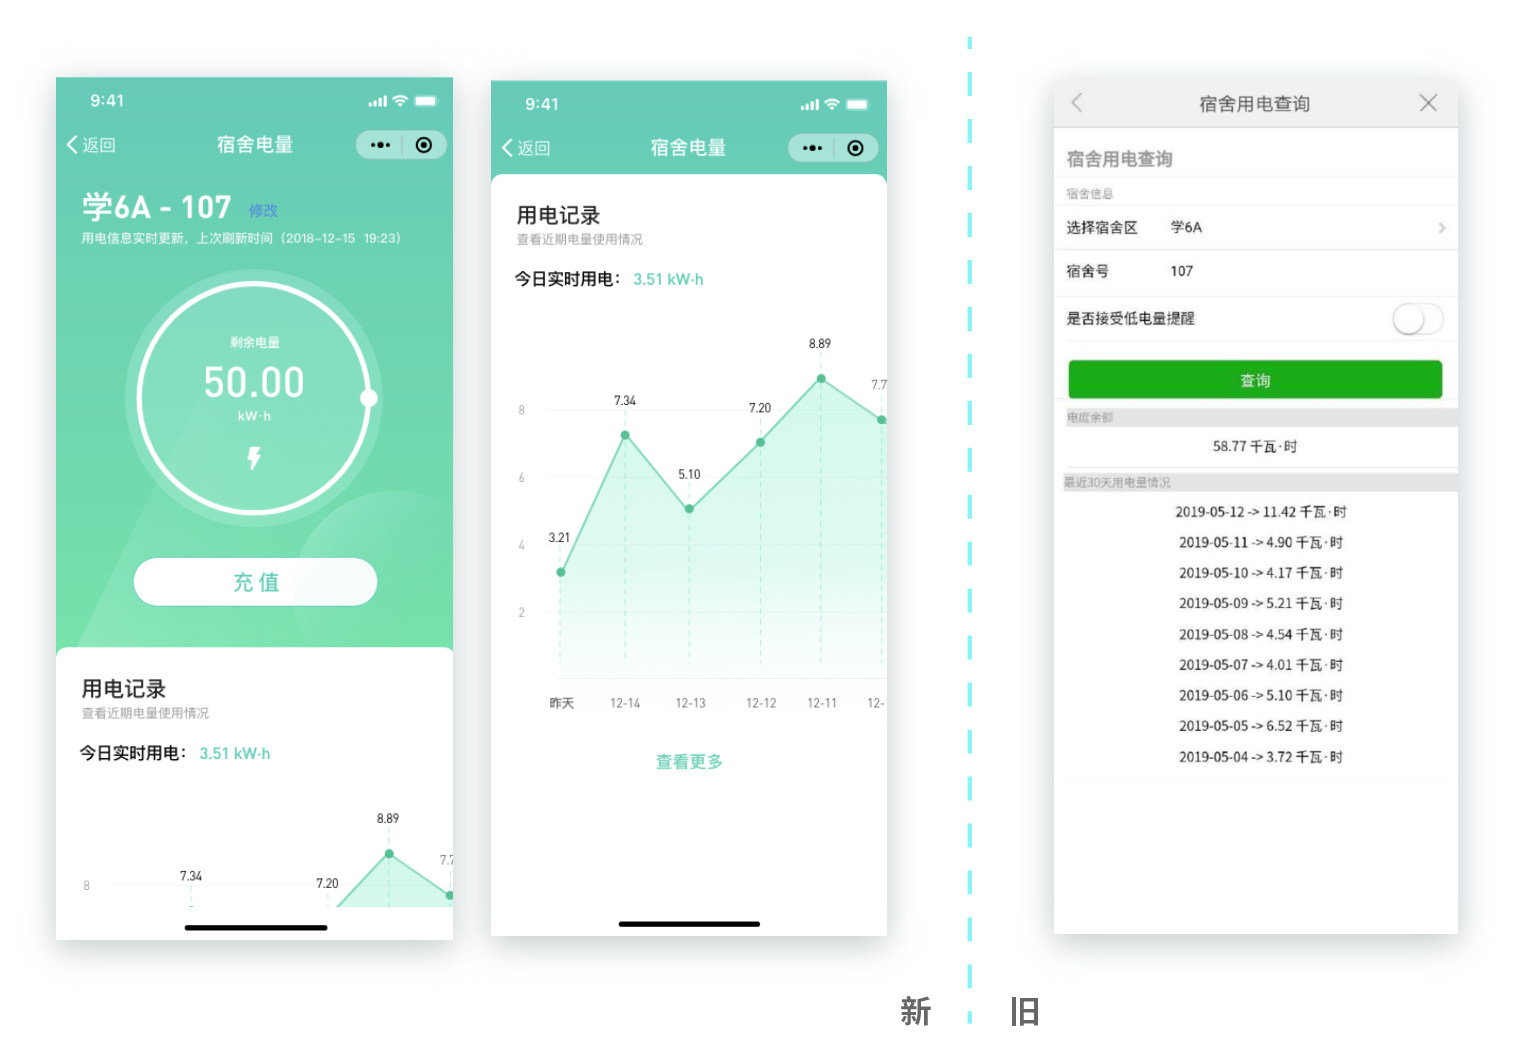 9:41
返回
宿舍电量
学6A - 107 修改
用电信息实时更新，上次刷新时间（2018-12-15 19:23）
剩余电量
50.00
kW·h
充 值
用电记录
查看近期电量使用情况
今日实时用电： 3.51 kW·h
8.89
7.7
7.34
7.20
8
9:41
返回
宿舍电量
用电记录
查看近期电量使用情况
今日实时用电： 3.51 kW·h
8.89
7.7
7.34
7.20
8
5.10
6
3.21
4
2
昨天 12-14 12-13 12-12 12-11 12-
查看更多
新
宿舍用电查询
宿舍用电查询
宿舍信息
选择宿舍区 学6A
宿舍号 107
是否接受低电量提醒
查询
电度余额
58.77 千瓦·时
最近30天用电量情况
2019-05-12 -> 11.42 千瓦·时
2019-05-11 -> 4.90 千瓦·时
2019-05-10 -> 4.17 千瓦·时
2019-05-09 -> 5.21 千瓦·时
2019-05-08 -> 4.54 千瓦·时
2019-05-07 -> 4.01 千瓦·时
2019-05-06 -> 5.10 千瓦·时
2019-05-05 -> 6.52 千瓦·时
2019-05-04 -> 3.72 千瓦·时
旧